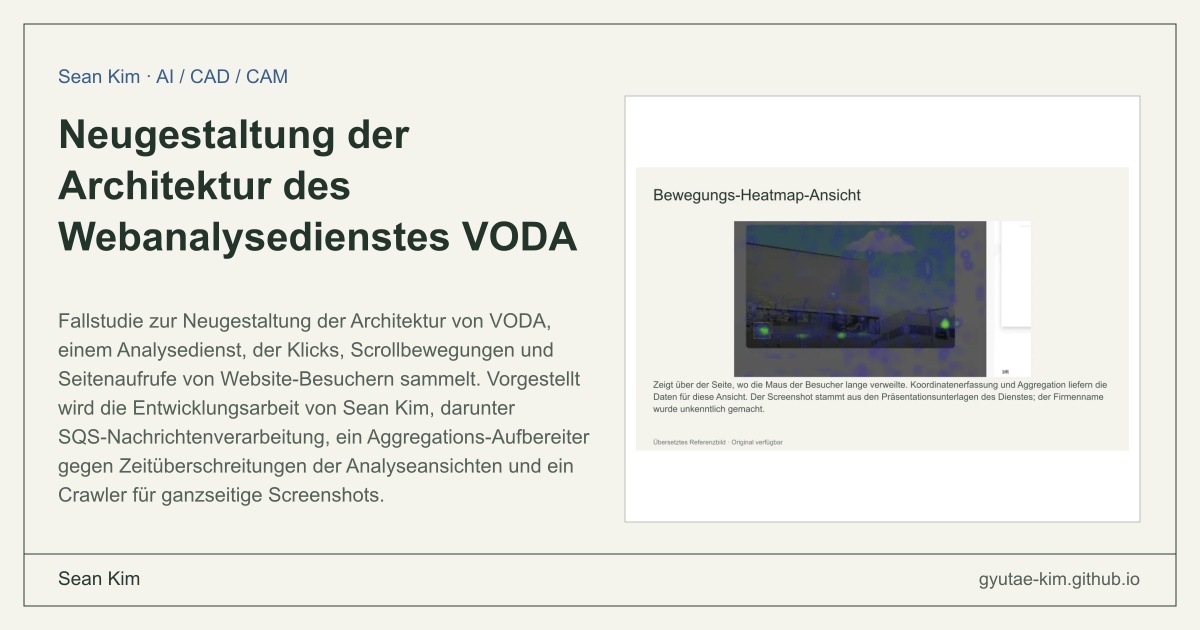 Sean Kim · AI / CAD / CAM
Neugestaltung der
Architektur des
Webanalysedienstes VODA
Fallstudie zur Neugestaltung der Architektur von VODA,
einem Analysedienst, der Klicks, Scrollbewegungen und
Seitenaufrufe von Website-Besuchern sammelt. Vorgestellt
wird die Entwicklungsarbeit von Sean Kim, darunter
SQS-Nachrichtenverarbeitung, ein Aggregations-Aufbereiter
gegen Zeitüberschreitungen der Analyseansichten und ein
Crawler für ganzseitige Screenshots.
Bewegungs-Heatmap-Ansicht
Zeigt über der Seite, wo die Maus der Besucher lange verweilte. Koordinatenerfassung und Aggregation liefern die
Daten für diese Ansicht. Der Screenshot stammt aus den Präsentationsunterlagen des Dienstes; der Firmenname
wurde unkenntlich gemacht.
Übersetztes Referenzbild · Original verfügbar
Sean Kim
gyutae-kim.github.io